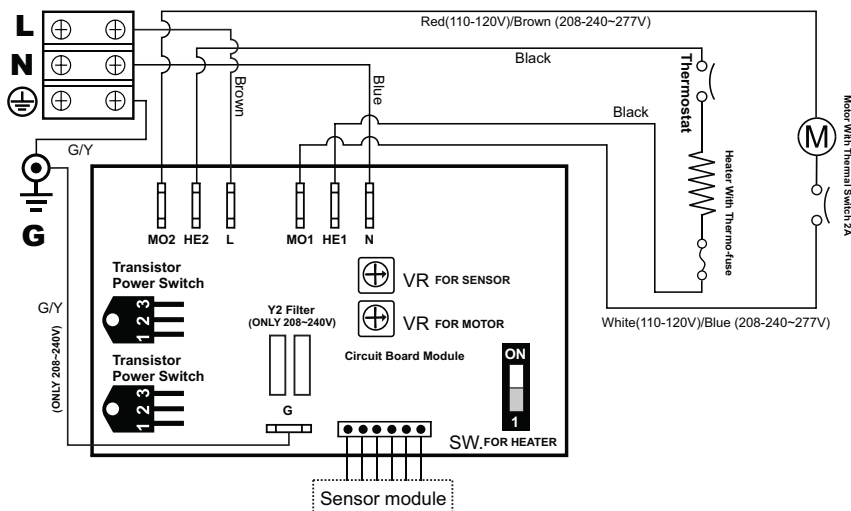 L
Red(110-120V)/Brown (208-240~277V)
N
Black
Brown
Blue
Thermostat
Black
Motor With Thermal Switch 2A
M
G/Y
Heater With Thermo-fuse
G
MO2 HE2 L MO1 HE1 N
Transistor
Power Switch
1 2 3
VR FOR SENSOR
G/Y
(ONLY 208~240V)
Y2 Filter
(ONLY 208~240V)
VR FOR MOTOR
White(110-120V)/Blue (208-240~277V)
Transistor
Power Switch
1 2 3
Circuit Board Module
ON
1
G
SW. FOR HEATER
Sensor module